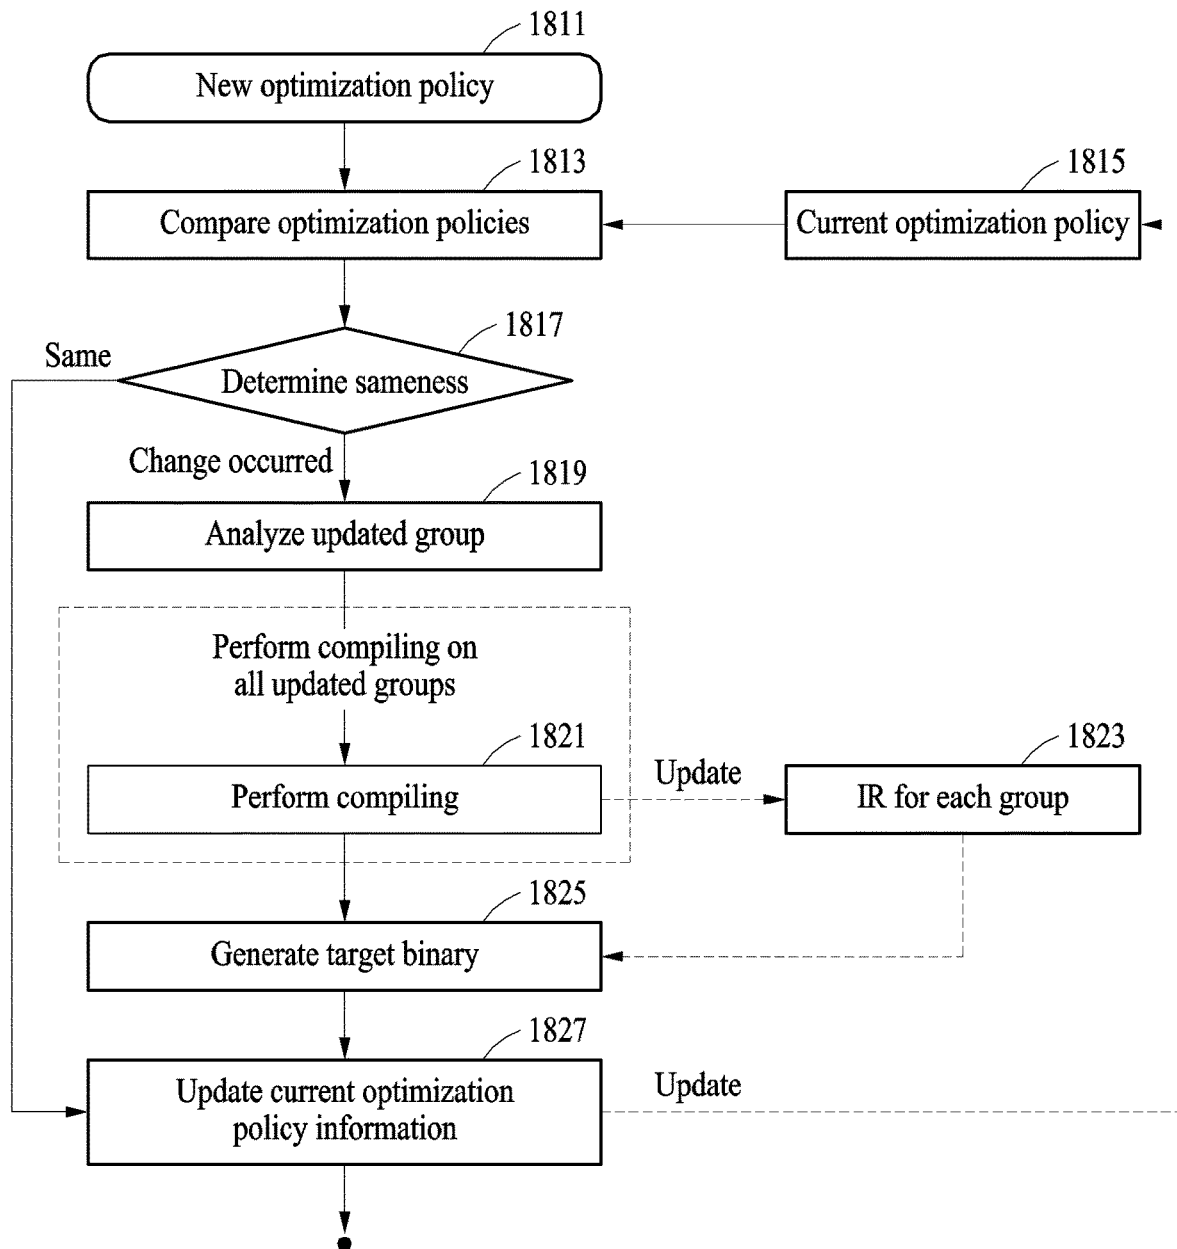 1811
New optimization policy
1813
Compare optimization policies
1815
Current optimization policy
1817
Same
Determine sameness
Change occurred
1819
Analyze updated group
Perform compiling on
all updated groups
1821
Perform compiling
Update
1823
IR for each group
1825
Generate target binary
1827
Update current optimization
policy information
Update